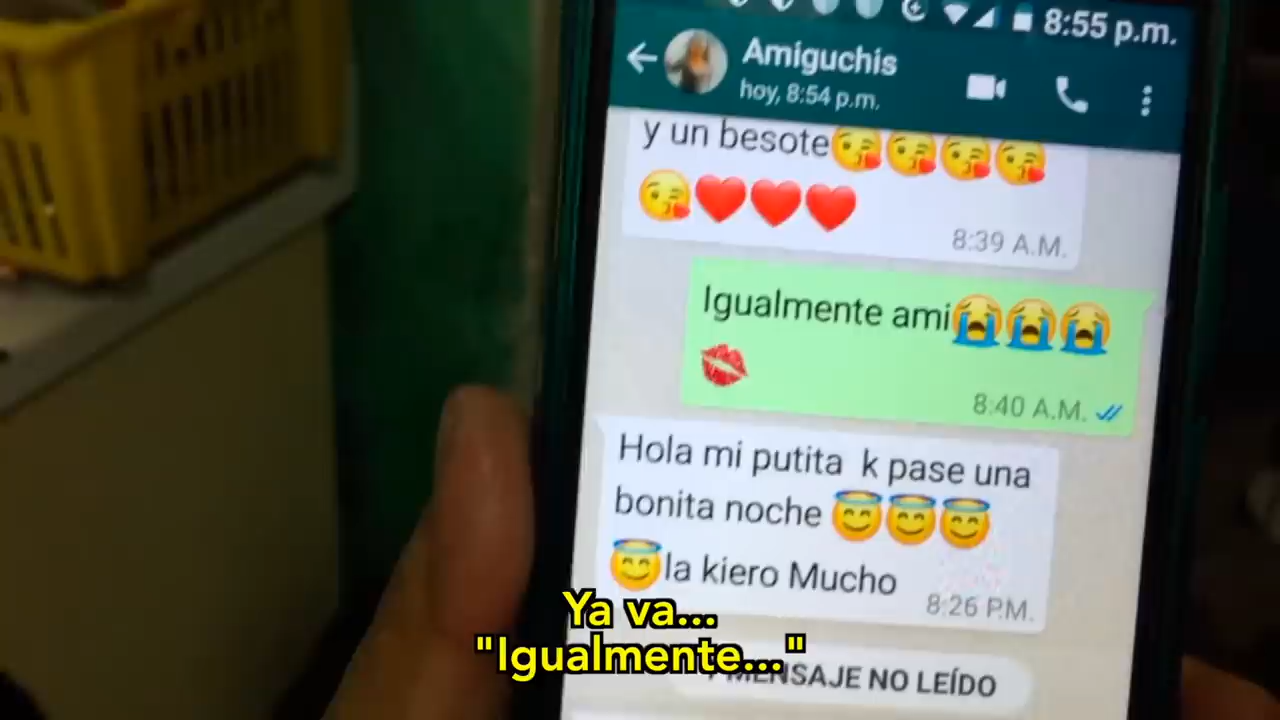 8:55 p.m.
Amiguchis
hoy, 8:54 p.m.
y un besote😘😘😘😘
😘❤️❤️❤️
8:39 A.M.
Igualmente ami😭😭😭
💋
8:40 A.M.
Hola mi putita k pase una
bonita noche 😇😇😇
😇la kiero Mucho
8:26 P.M.
MENSAJE NO LEÍDO
Ya va...
"Igualmente..."